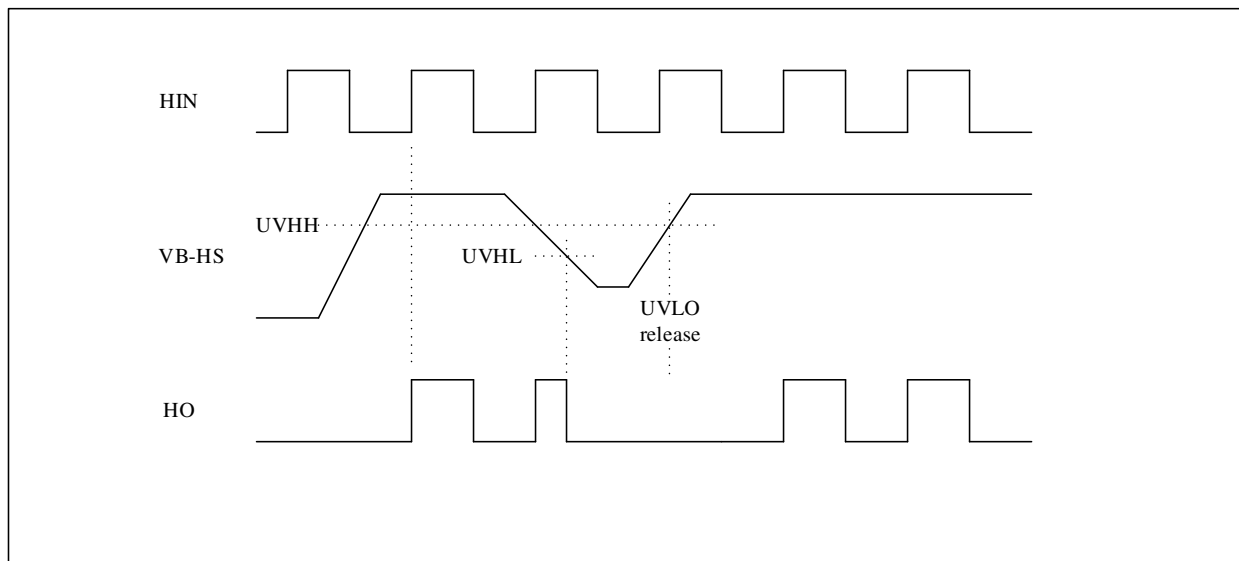 HIN
UVHH
VB-HS
UVHL
UVLO
release
HO